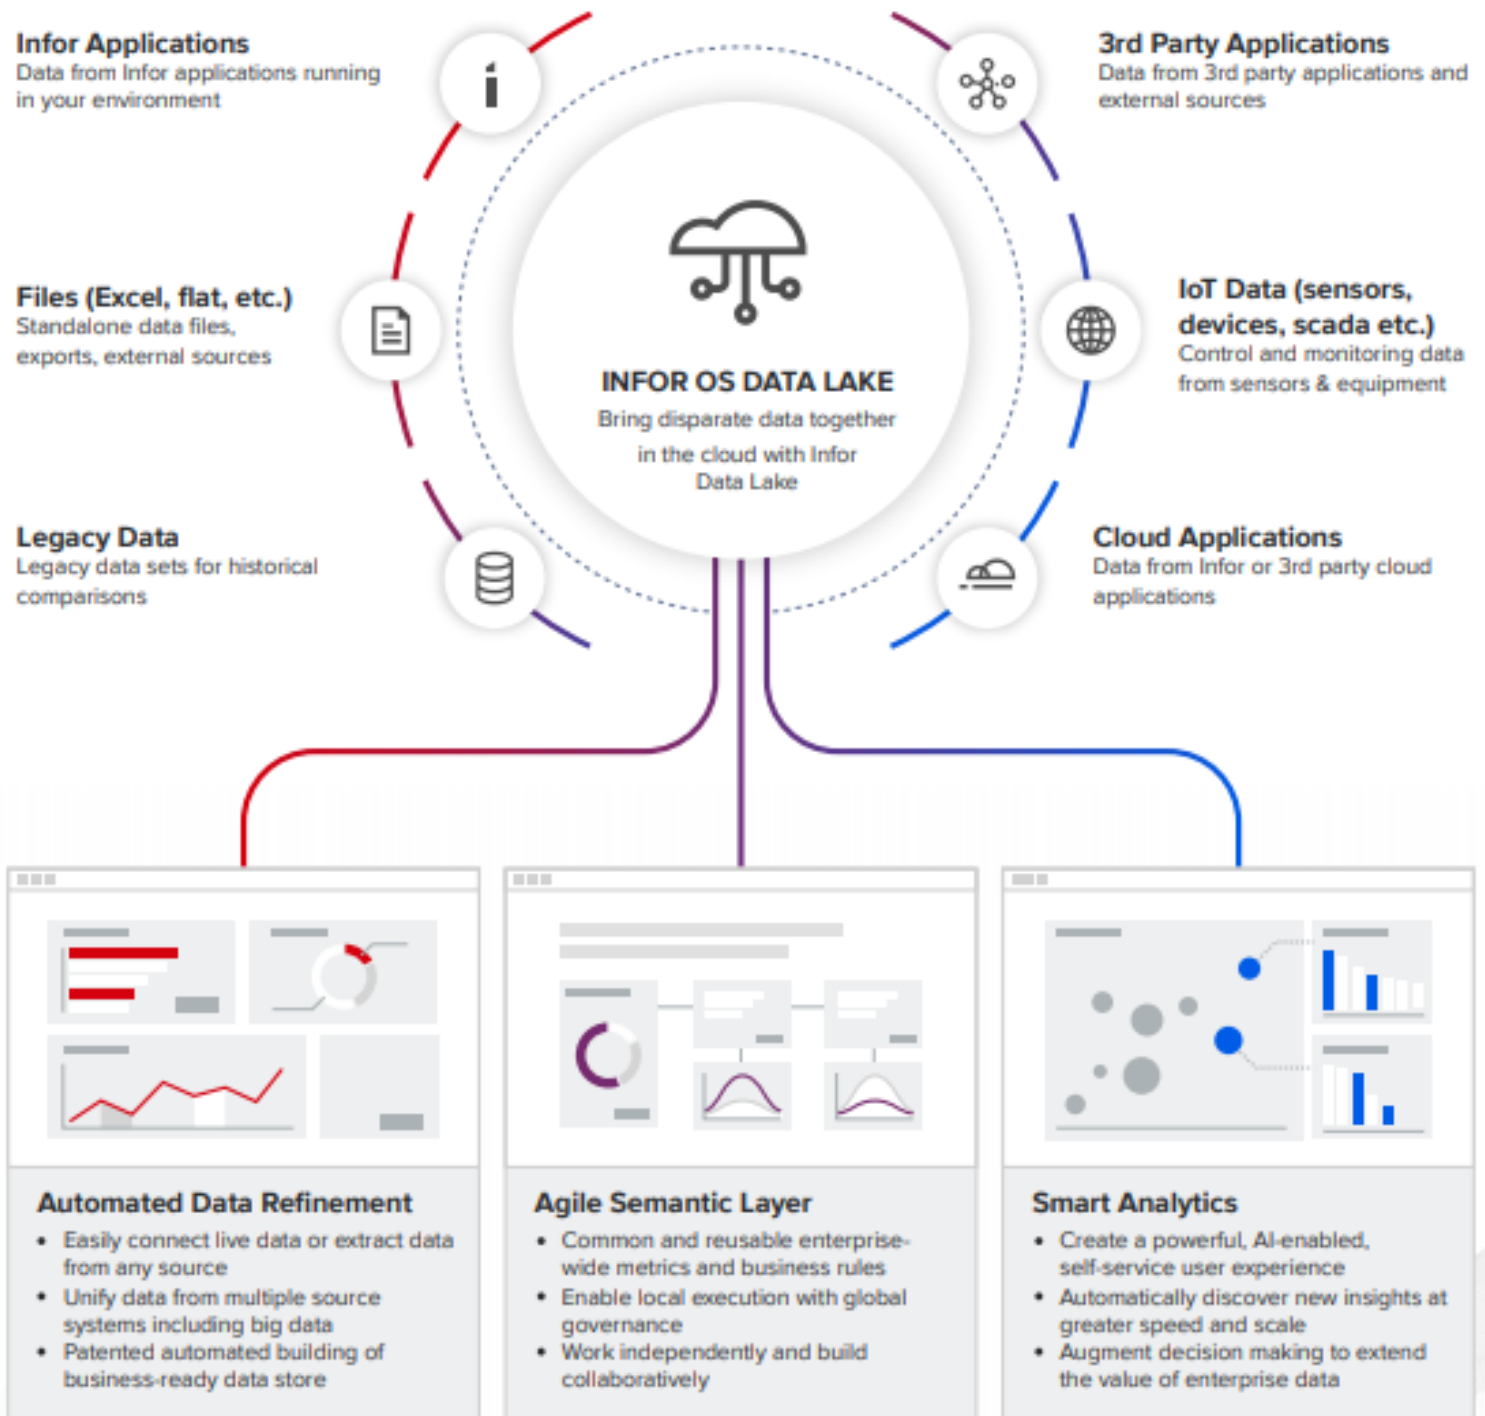 Infor Applications
Data from Infor applications running
in your environment
3rd Party Applications
Data from 3rd party applications and
external sources
Files (Excel, flat, etc.)
Standalone data files,
exports, external sources
INFOR OS DATA LAKE
Bring disparate data together
in the cloud with Infor
Data Lake
IoT Data (sensors,
devices, scada etc.)
Control and monitoring data
from sensors & equipment
Legacy Data
Legacy data sets for historical
comparisons
Cloud Applications
Data from Infor or 3rd party cloud
applications
Automated Data Refinement
• Easily connect live data or extract data
from any source
• Unify data from multiple source
systems including big data
• Patented automated building of
business-ready data store
Agile Semantic Layer
• Common and reusable enterprise-
wide metrics and business rules
• Enable local execution with global
governance
• Work independently and build
collaboratively
Smart Analytics
• Create a powerful, AI-enabled,
self-service user experience
• Automatically discover new insights at
greater speed and scale
• Augment decision making to extend
the value of enterprise data